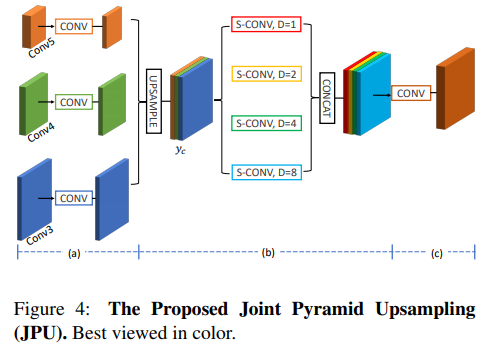 CONV
Conv5
CONV
Conv4
CONV
Conv3
UPSAMPLE
yc
S-CONV, D=1
S-CONV, D=2
S-CONV, D=4
S-CONV, D=8
CONCAT
CONV
(a)
(b)
(c)
Figure 4: The Proposed Joint Pyramid Upsampling
(JPU). Best viewed in color.